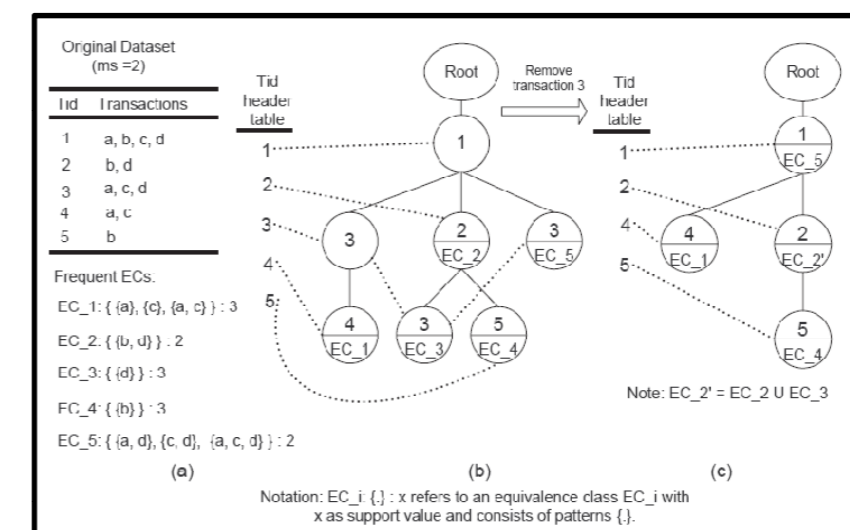 Original Dataset
(ms =2)
Tid Transactions
1 a, b, c, d
2 b, d
3 a, c, d
4 a, c
5 b
Frequent ECs:
EC_1: { {a}, {c}, {a, c} } : 3
EC_2: { {b, d} } : 2
EC_3: { {d} } : 3
EC_4: { {b} } : 3
EC_5: { {a, d}, {c, d}, {a, c, d} } : 2
(a)
Tid
header
table
1
2
3
4
5
Root
1
3
2
EC_2
3
EC_5
4
EC_1
3
EC_3
5
EC_4
(b)
Remove
transaction 3
Tid
header
table
1
2
4
5
Root
1
EC_5
4
EC_1
2
EC_2'
5
EC_4
Note: EC_2' = EC_2 U EC_3
(c)
Notation: EC_i: {.} : x refers to an equivalence class EC_i with
x as support value and consists of patterns {.}.